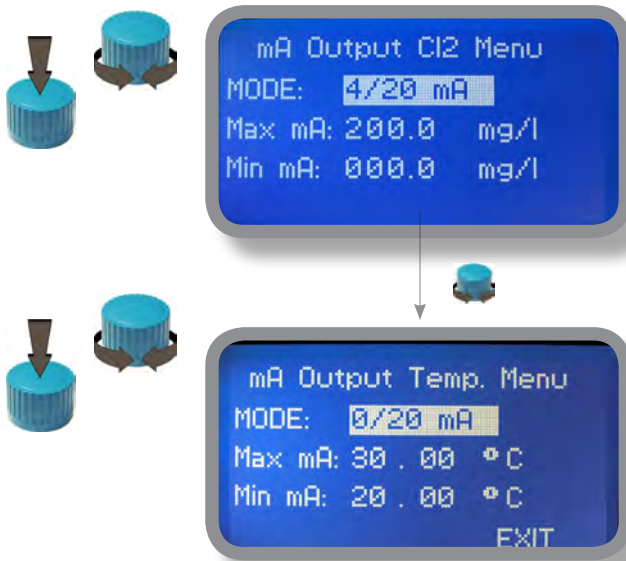 mA Output Cl2 Menu
MODE: 4/20 mA
Max mA: 200.0 mg/l
Min mA: 000.0 mg/l
mA Output Temp. Menu
MODE: 0/20 mA
Max mA: 30 . 00 °C
Min mA: 20 . 00 °C
EXIT